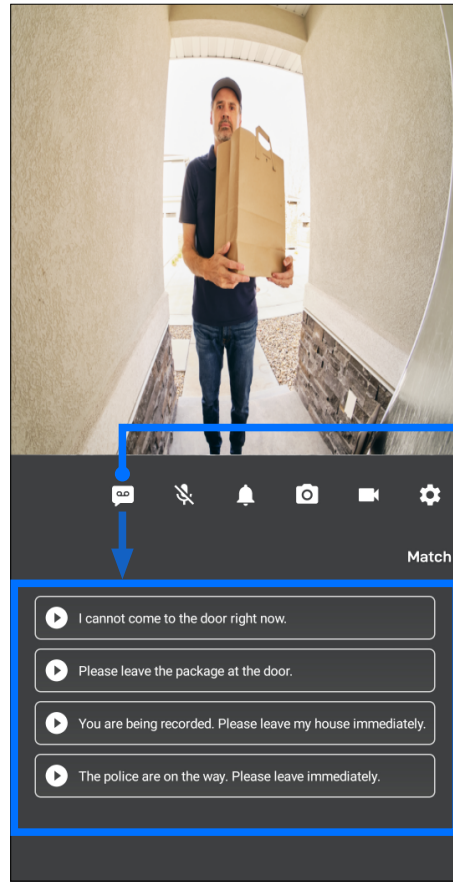 Match
I cannot come to the door right now.
Please leave the package at the door.
You are being recorded. Please leave my house immediately.
The police are on the way. Please leave immediately.